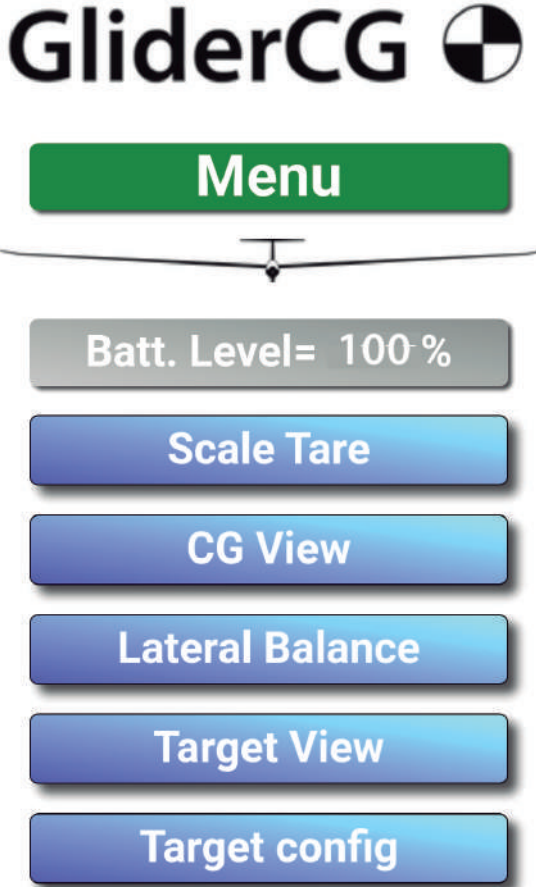 GliderCG
Menu
Batt. Level= 100 %
Scale Tare
CG View
Lateral Balance
Target View
Target config